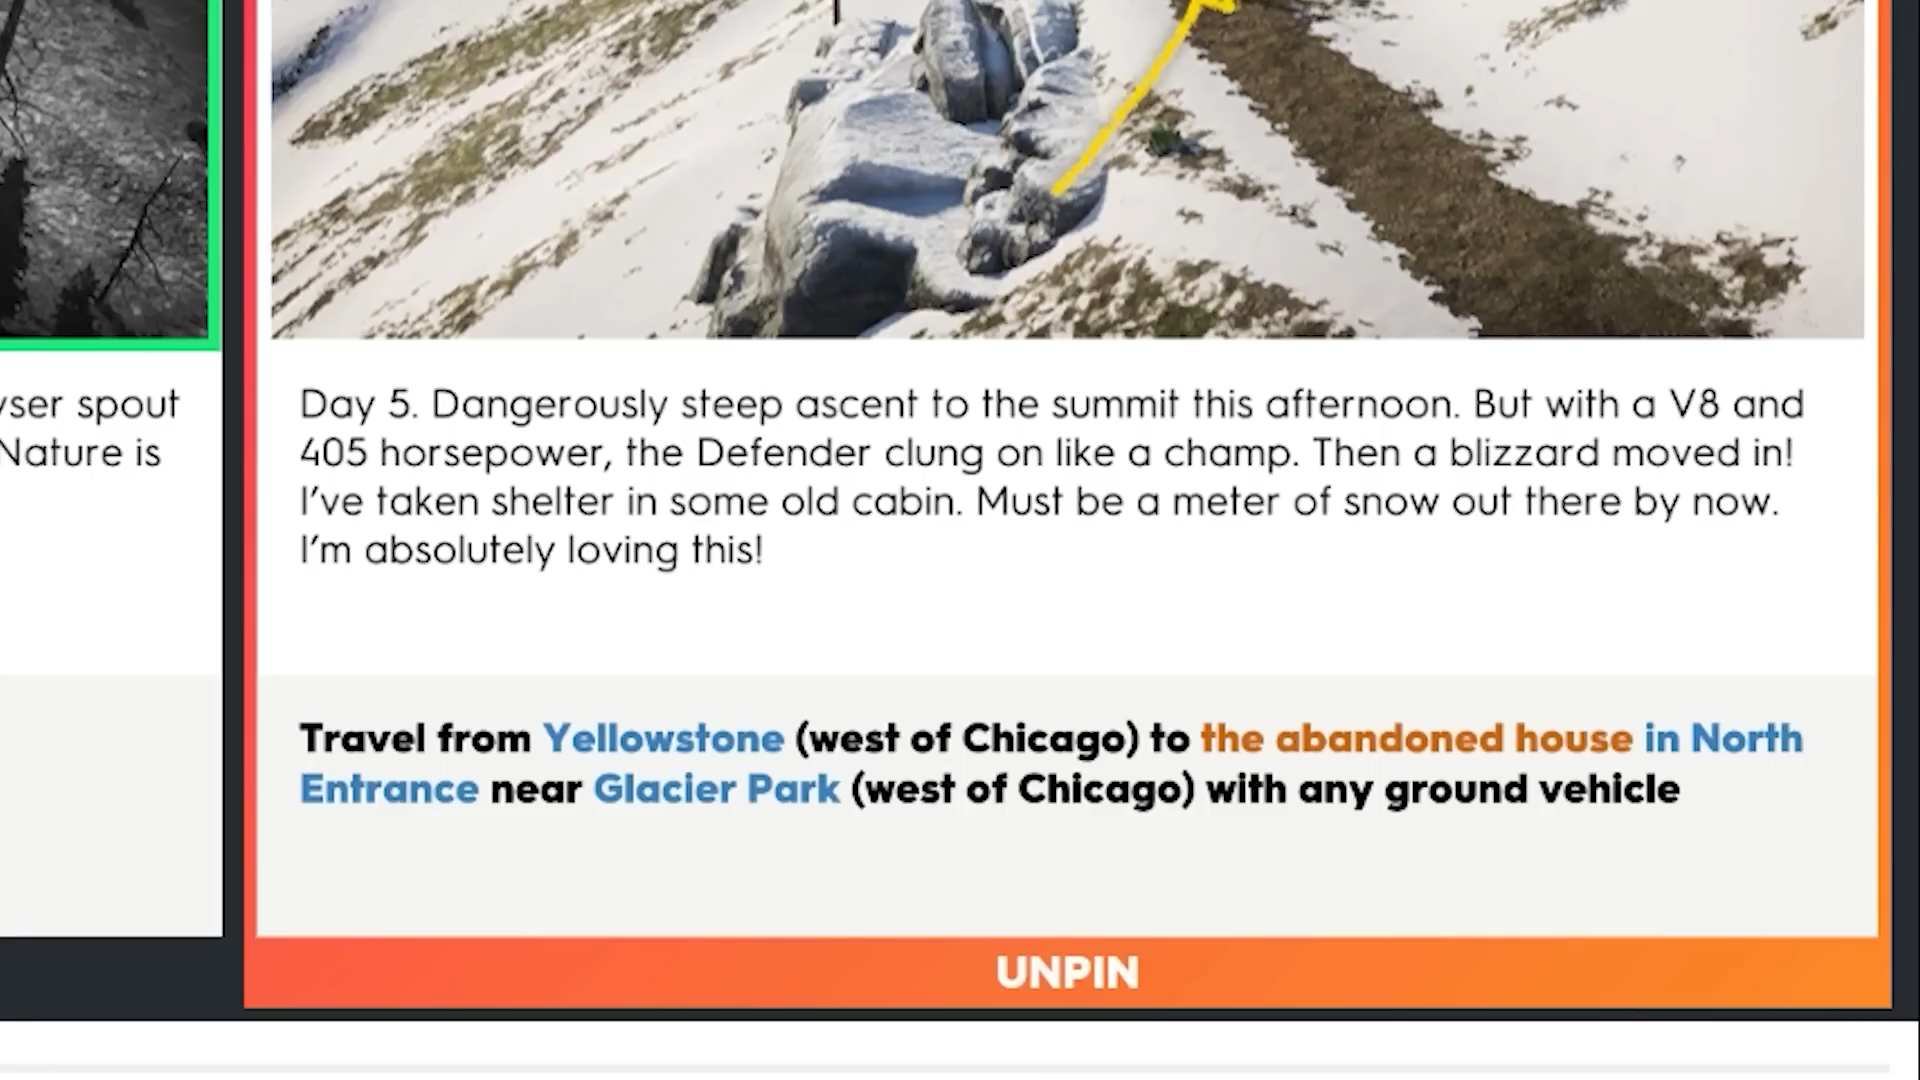 yser spout
Nature is
Day 5. Dangerously steep ascent to the summit this afternoon. But with a V8 and
405 horsepower, the Defender clung on like a champ. Then a blizzard moved in!
I've taken shelter in some old cabin. Must be a meter of snow out there by now.
I'm absolutely loving this!
Travel from Yellowstone (west of Chicago) to the abandoned house in North
Entrance near Glacier Park (west of Chicago) with any ground vehicle
UNPIN